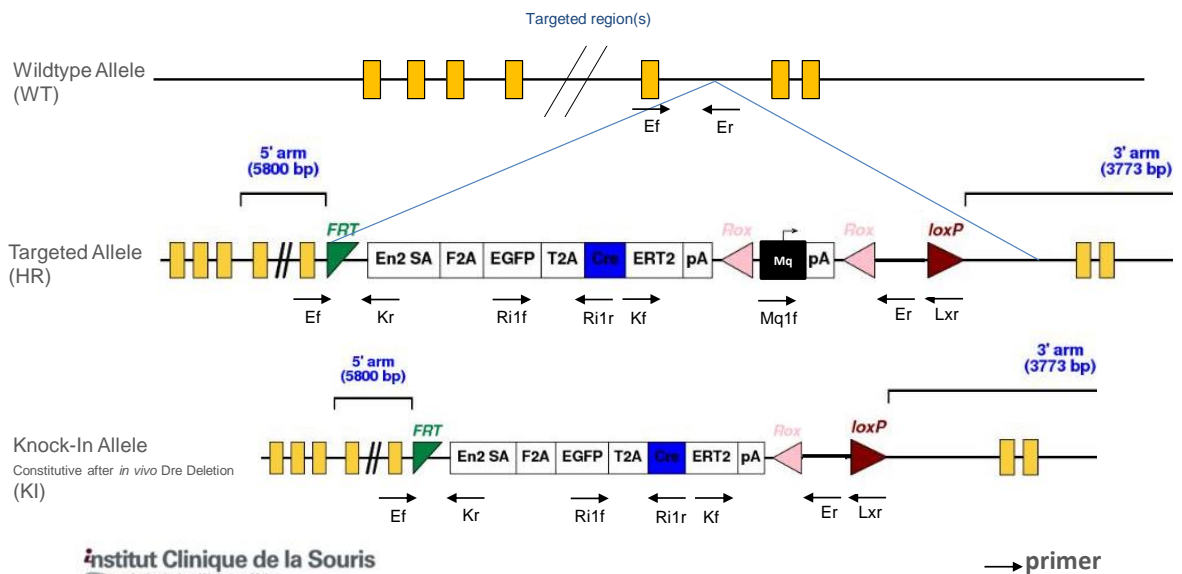 Targeted region(s)
Wildtype Allele
(WT)
Ef
Er
5' arm
(5800 bp)
3' arm
(3773 bp)
Targeted Allele
(HR)
FRT
Rox
Rox
loxP
En2 SA F2A EGFP T2A Cre ERT2 pA Mq pA
Ef Kr Ri1f Ri1r Kf Mq1f Er Lxr
5' arm
(5800 bp)
3' arm
(3773 bp)
Knock-In Allele
Constitutive after in vivo Dre Deletion
(KI)
FRT
Rox
loxP
En2 SA F2A EGFP T2A Cre ERT2 pA
Ef Kr Ri1f Ri1r Kf Er Lxr
institut Clinique de la Souris
primer